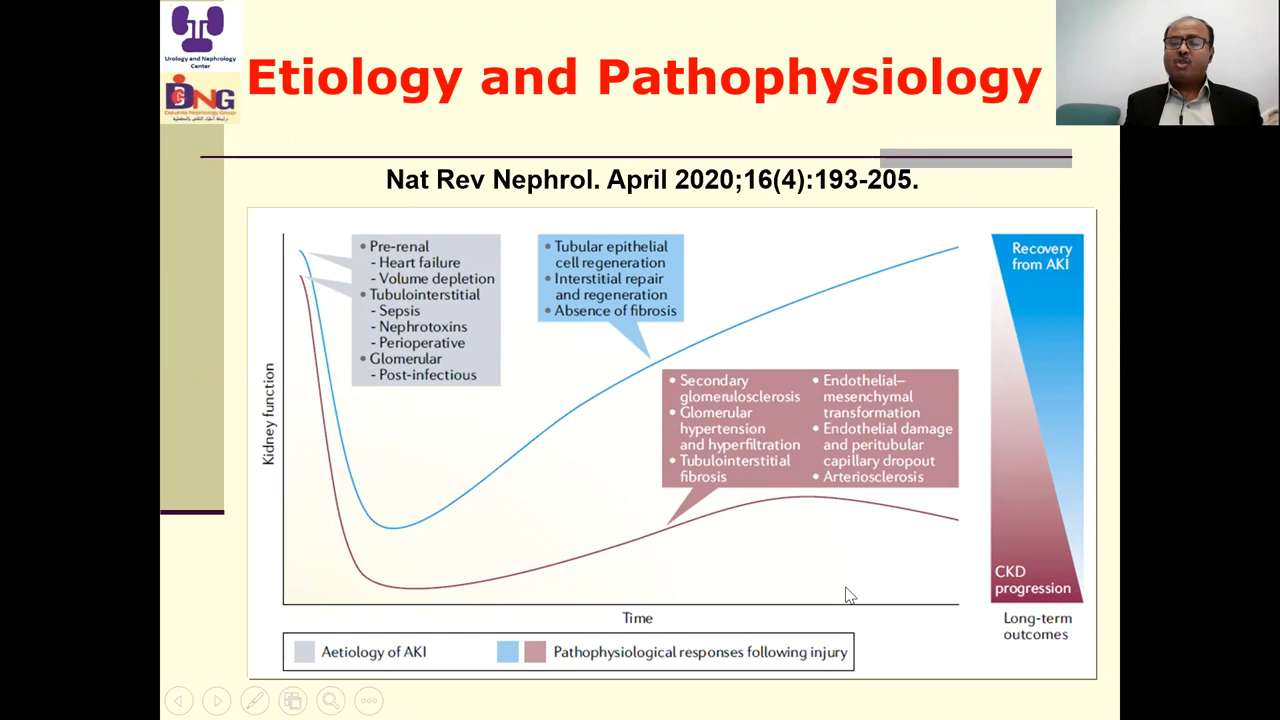 Urology and Nephrology
Center
DNG
Dakahlia Nephrology Group
Etiology and Pathophysiology
Nat Rev Nephrol. April 2020;16(4):193-205.
Kidney function
• Pre-renal
- Heart failure
- Volume depletion
• Tubulointerstitial
- Sepsis
- Nephrotoxins
- Perioperative
• Glomerular
- Post-infectious
• Tubular epithelial
cell regeneration
• Interstitial repair
and regeneration
• Absence of fibrosis
• Secondary
glomerulosclerosis
• Glomerular
hypertension
and hyperfiltration
• Tubulointerstitial
fibrosis
• Endothelial–
mesenchymal
transformation
• Endothelial damage
and peritubular
capillary dropout
• Arteriosclerosis
Recovery
from AKI
CKD
progression
Time
Long-term
outcomes
Aetiology of AKI
Pathophysiological responses following injury